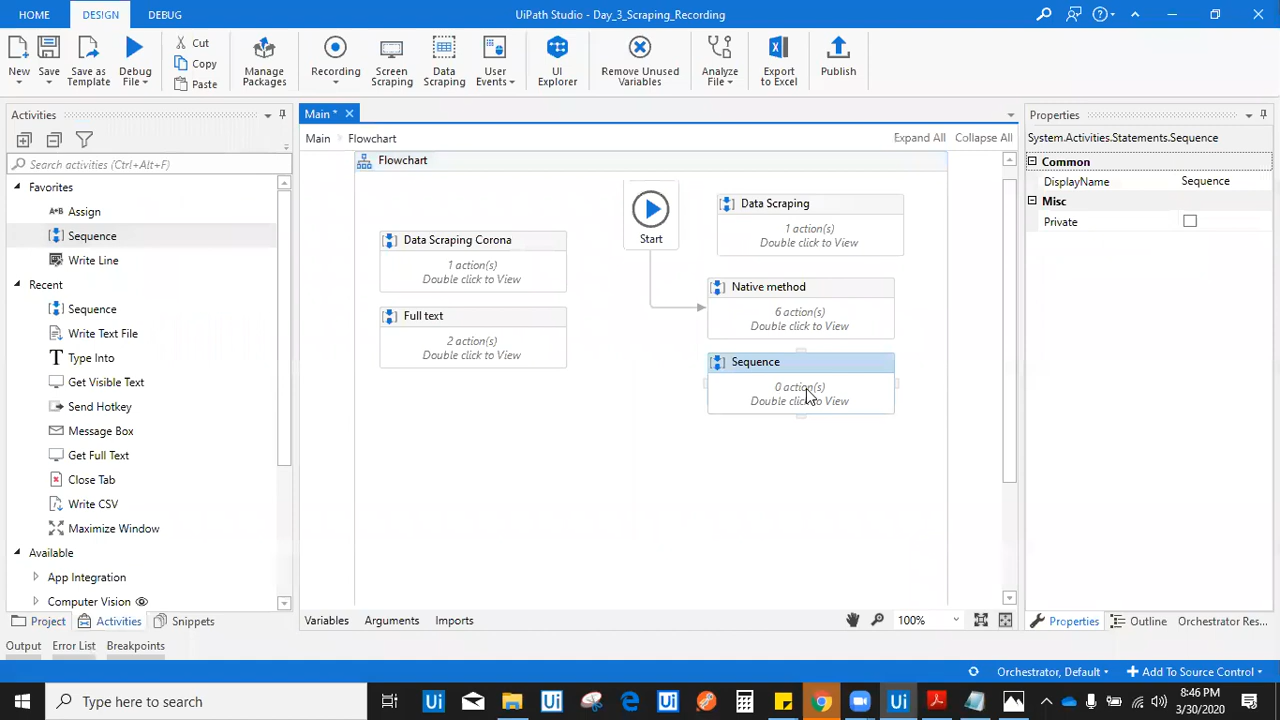 HOME
DESIGN
DEBUG
UiPath Studio - Day_3_Scraping_Recording
New
Save
Save as
Template
Debug
File
Cut
Copy
Paste
Manage
Packages
Recording
Screen
Scraping
Data
Scraping
User
Events
UI
Explorer
Remove Unused
Variables
Analyze
File
Export
to Excel
Publish
Activities
Search activities (Ctrl+Alt+F)
Favorites
A+B Assign
Sequence
Write Line
Recent
Sequence
Write Text File
Type Into
Get Visible Text
Send Hotkey
Message Box
Get Full Text
Close Tab
Write CSV
Maximize Window
Available
App Integration
Computer Vision
Project
Activities
Snippets
Main *
Main
Flowchart
Expand All
Collapse All
Flowchart
Start
Data Scraping
1 action(s)
Double click to View
Data Scraping Corona
1 action(s)
Double click to View
Native method
6 action(s)
Double click to View
Full text
2 action(s)
Double click to View
Sequence
0 action(s)
Double click to View
Variables
Arguments
Imports
100%
Properties
System.Activities.Statements.Sequence
Common
DisplayName
Sequence
Misc
Private
Properties
Outline
Orchestrator Res...
Output
Error List
Breakpoints
Orchestrator, Default
Add To Source Control
Type here to search
8:46 PM
3/30/2020